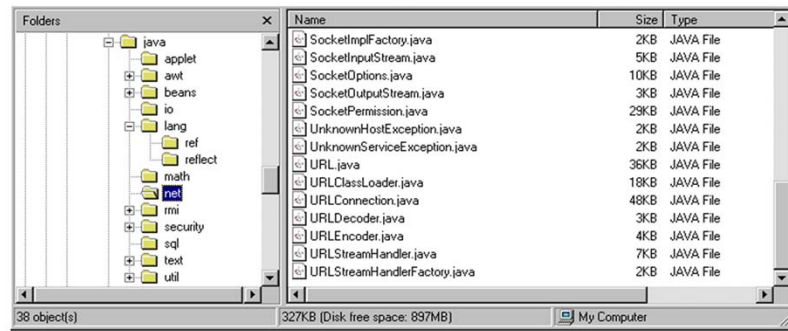 Folders
java
applet
awt
beans
io
lang
ref
reflect
math
net
rmi
security
sql
text
util
Name Size Type
SocketImplFactory.java 2KB JAVA File
SocketInputStream.java 5KB JAVA File
SocketOptions.java 10KB JAVA File
SocketOutputStream.java 3KB JAVA File
SocketPermission.java 29KB JAVA File
UnknownHostException.java 2KB JAVA File
UnknownServiceException.java 2KB JAVA File
URL.java 36KB JAVA File
URLClassLoader.java 18KB JAVA File
URLConnection.java 48KB JAVA File
URLDecoder.java 3KB JAVA File
URLEncoder.java 4KB JAVA File
URLStreamHandler.java 7KB JAVA File
URLStreamHandlerFactory.java 2KB JAVA File
38 object(s) 327KB (Disk free space: 897MB) My Computer